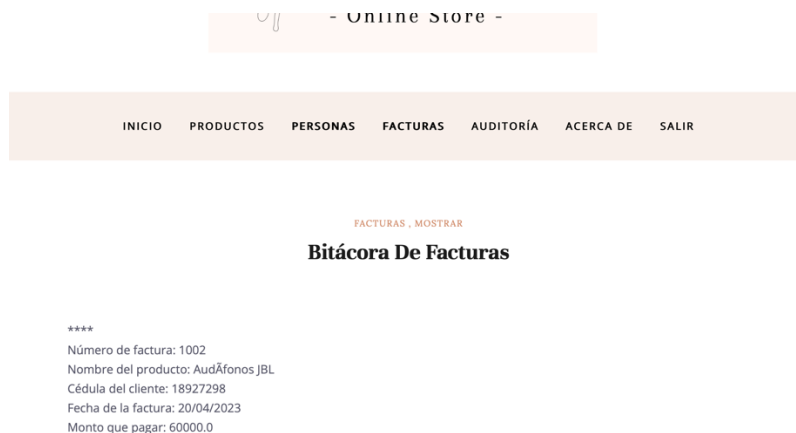 - Online Store -
INICIO PRODUCTOS PERSONAS FACTURAS AUDITORÍA ACERCA DE SALIR
FACTURAS , MOSTRAR
Bitácora De Facturas
****
Número de factura: 1002
Nombre del producto: AudÃfonos JBL
Cédula del cliente: 18927298
Fecha de la factura: 20/04/2023
Monto que pagar: 60000.0